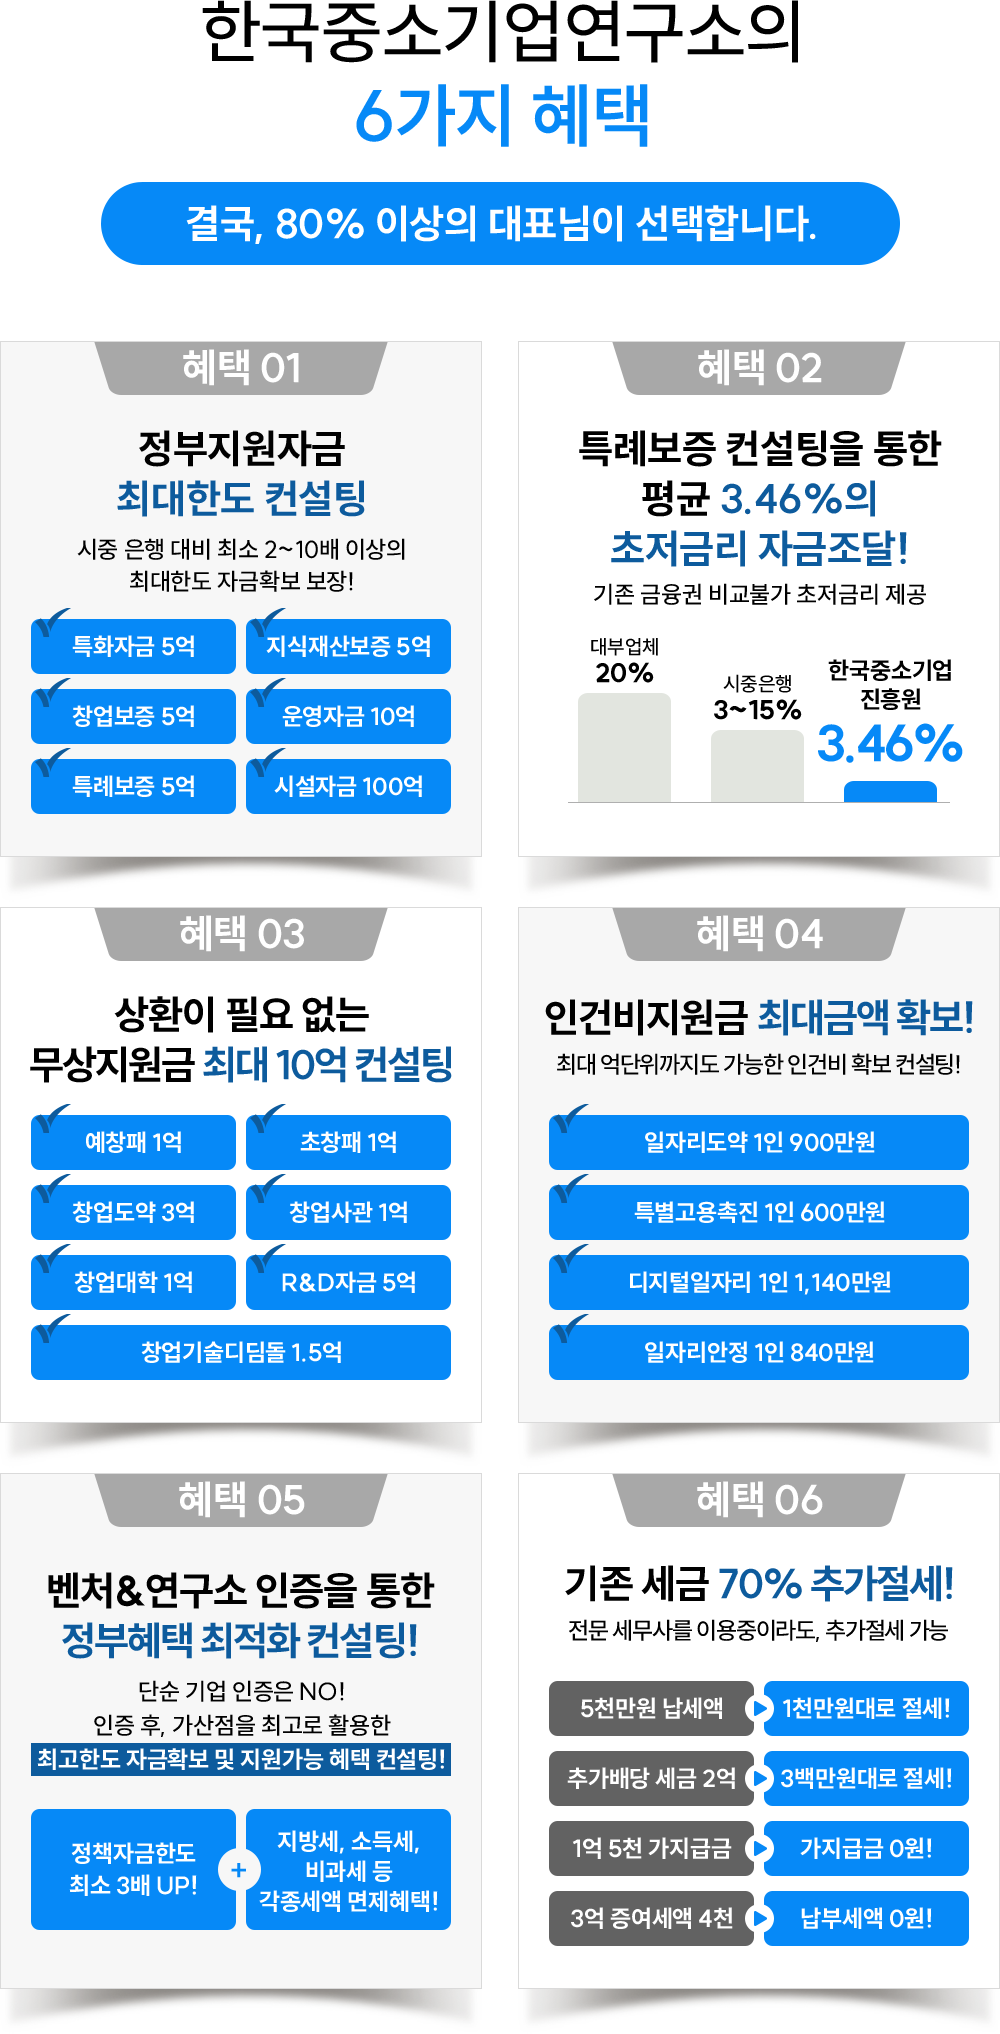 한국중소기업연구소의
6가지 혜택
결국, 80% 이상의 대표님이 선택합니다.
혜택 01
정부지원자금
최대한도 컨설팅
시중 은행 대비 최소 2~10배 이상의
최대한도 자금확보 보장!
특화자금 5억
지식재산보증 5억
창업보증 5억
운영자금 10억
특례보증 5억
시설자금 100억
혜택 02
특례보증 컨설팅을 통한
평균 3.46%의
초저금리 자금조달!
기존 금융권 비교불가 초저금리 제공
대부업체
20%
시중은행
3~15%
한국중소기업
진흥원
3.46%
혜택 03
상환이 필요 없는
무상지원금 최대 10억 컨설팅
예창패 1억
초창패 1억
창업도약 3억
창업사관 1억
창업대학 1억
R&D자금 5억
창업기술디딤돌 1.5억
혜택 04
인건비지원금 최대금액 확보!
최대 억단위까지도 가능한 인건비 확보 컨설팅!
일자리도약 1인 900만원
특별고용촉진 1인 600만원
디지털일자리 1인 1,140만원
일자리안정 1인 840만원
혜택 05
벤처&연구소 인증을 통한
정부혜택 최적화 컨설팅!
단순 기업 인증은 NO!
인증 후, 가산점을 최고로 활용한
최고한도 자금확보 및 지원가능 혜택 컨설팅!
정책자금한도
최소 3배 UP!
+
지방세, 소득세,
비과세 등
각종세액 면제혜택!
혜택 06
기존 세금 70% 추가절세!
전문 세무사를 이용중이라도, 추가절세 가능
5천만원 납세액
1천만원대로 절세!
추가배당 세금 2억
3백만원대로 절세!
1억 5천 가지급금
가지급금 0원!
3억 증여세액 4천
납부세액 0원!